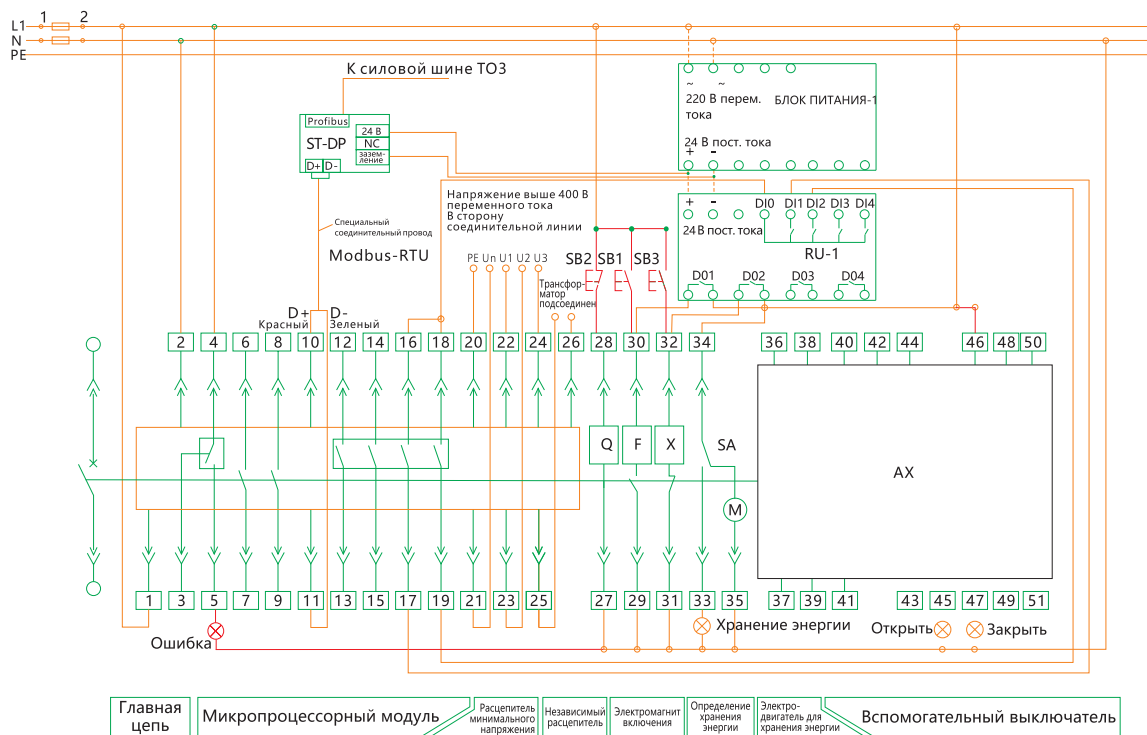 L1 1 2
N
PE
К силовой шине ТО3
Profibus
ST-DP
24 В
NC
зазем-
ление
D+ D-
Специальный
соединительный провод
Modbus-RTU
D+ D-
Красный Зеленый
Напряжение выше 400 В
переменного тока
В сторону
соединительной линии
PE Un U1 U2 U3
Трансфор-
матор
подсоединен
SB2 SB1 SB3
~ ~
220 В перем.
тока
БЛОК ПИТАНИЯ-1
24 В пост. тока
+ -
+ -
24 В пост. тока
DI0 DI1 DI2 DI3 DI4
RU-1
D01 D02 D03 D04
2 4 6 8 10 12 14 16 18 20 22 24 26 28 30 32 34 36 38 40 42 44 46 48 50
Q F X SA
M
AX
1 3 5 7 9 11 13 15 17 19 21 23 25 27 29 31 33 35 37 39 41 43 45 47 49 51
Ошибка
Хранение энергии
Открыть
Закрыть
Главная
цепь
Микропроцессорный модуль
Расцепитель
минимального
напряжения
Независимый
расцепитель
Электромагнит
включения
Определение
хранения
энергии
Электро-
двигатель для
хранения энергии
Вспомогательный выключатель